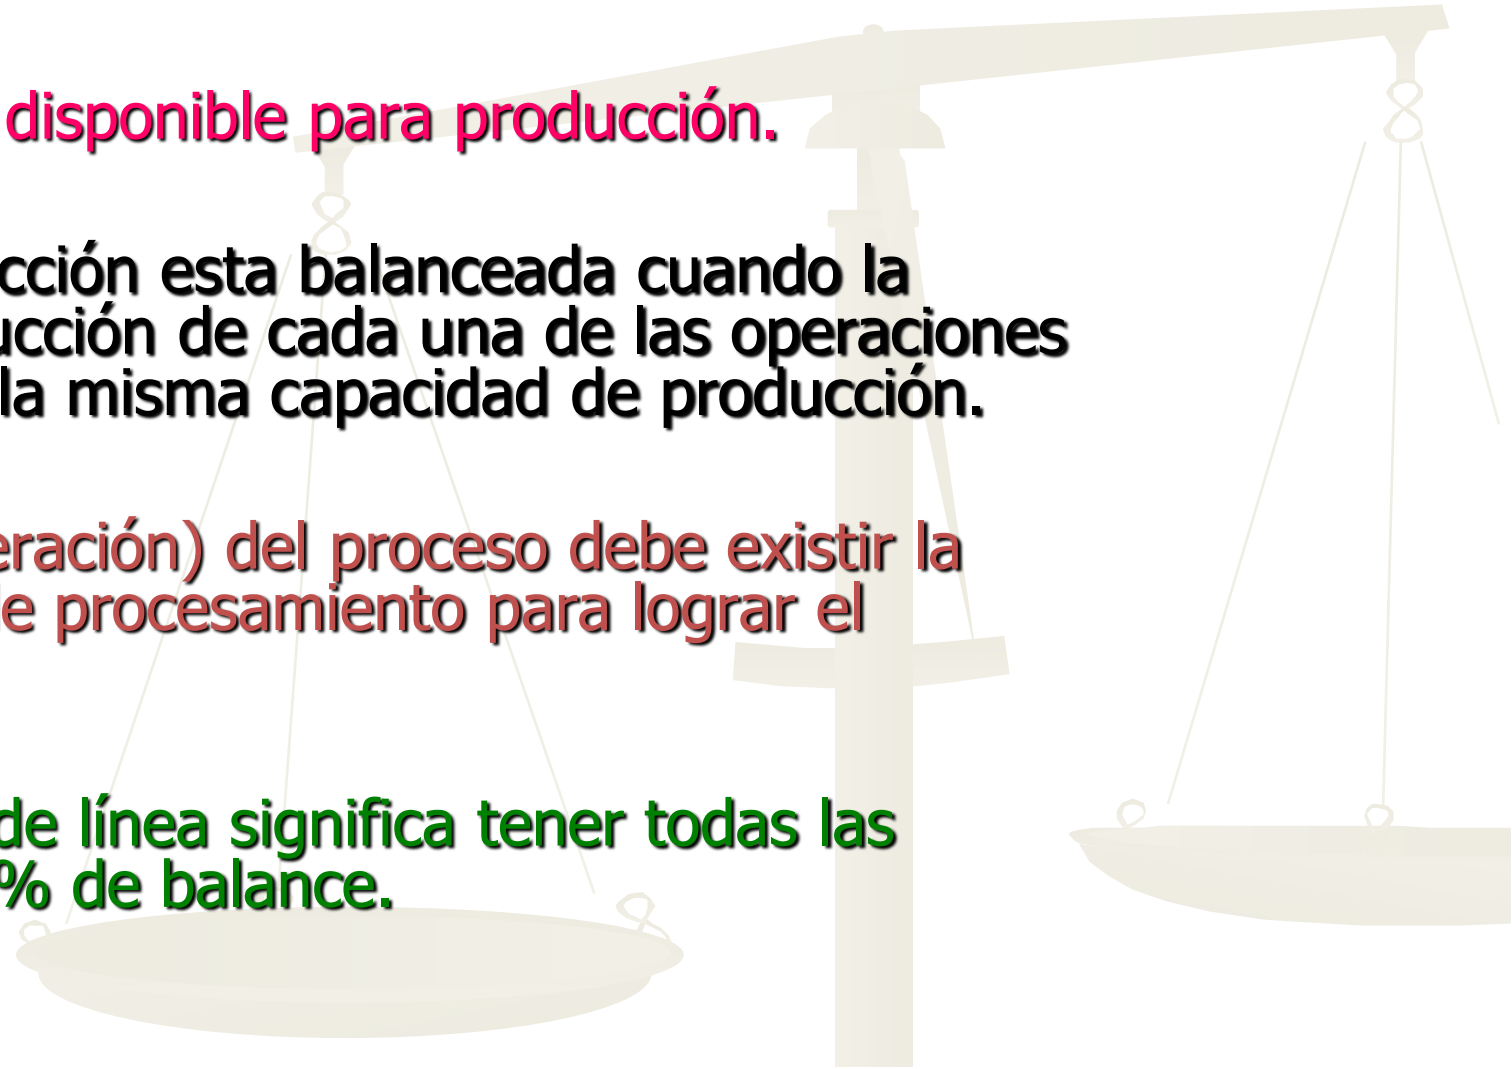 disponible para producción.
cción esta balanceada cuando la
ucción de cada una de las operaciones
la misma capacidad de producción.
eración) del proceso debe existir la
e procesamiento para lograr el
de línea significa tener todas las
% de balance.